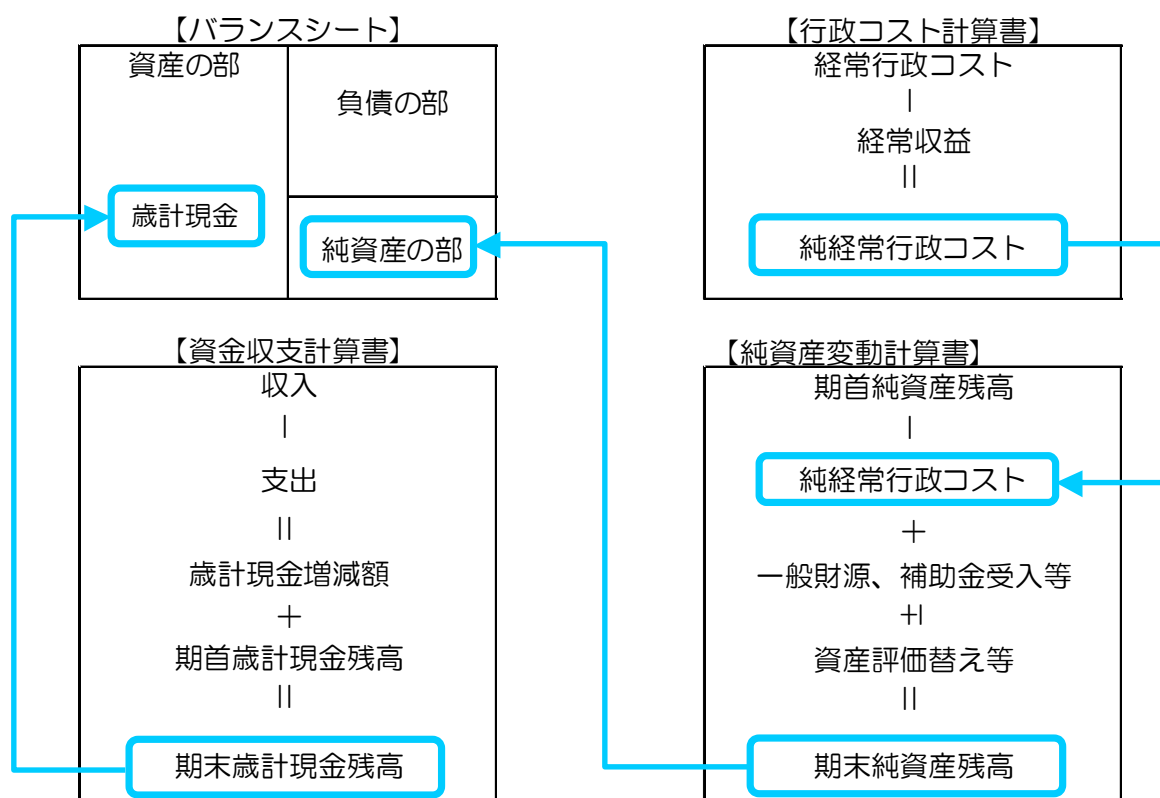 【バランスシート】
資産の部
負債の部
歳計現金
純資産の部
【行政コスト計算書】
経常行政コスト
－
経常収益
＝
純経常行政コスト
【資金収支計算書】
収入
－
支出
＝
歳計現金増減額
＋
期首歳計現金残高
＝
期末歳計現金残高
【純資産変動計算書】
期首純資産残高
－
純経常行政コスト
＋
一般財源、補助金受入等
±
資産評価替え等
＝
期末純資産残高